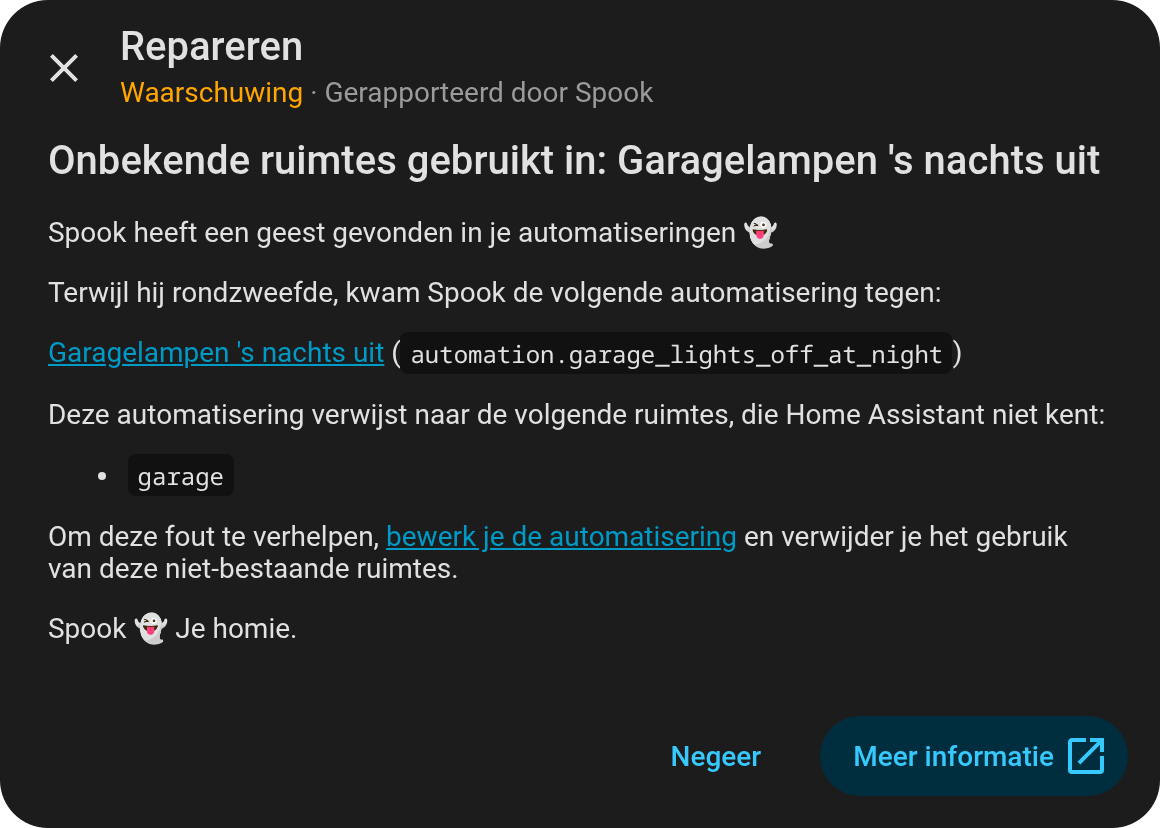 Repareren
Waarschuwing · Gerapporteerd door Spook
Onbekende ruimtes gebruikt in: Garagelampen 's nachts uit
Spook heeft een geest gevonden in je automatiseringen 👻
Terwijl hij rondzweefde, kwam Spook de volgende automatisering tegen:
Garagelampen 's nachts uit (automation.garage_lights_off_at_night)
Deze automatisering verwijst naar de volgende ruimtes, die Home Assistant niet kent:
• garage
Om deze fout te verhelpen, bewerk je de automatisering en verwijder je het gebruik
van deze niet-bestaande ruimtes.
Spook 👻 Je homie.
Negeer
Meer informatie